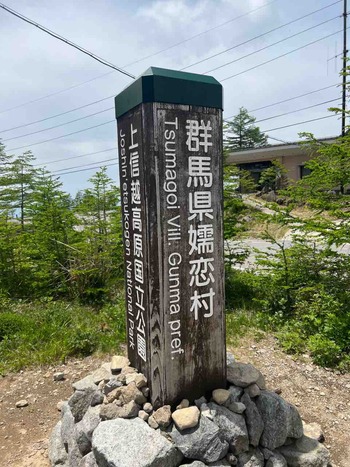 上信越高原国立公園
Joshin etsukogen National Park
群馬県嬬恋村
Tsumagoi Vill. Gunma pref.